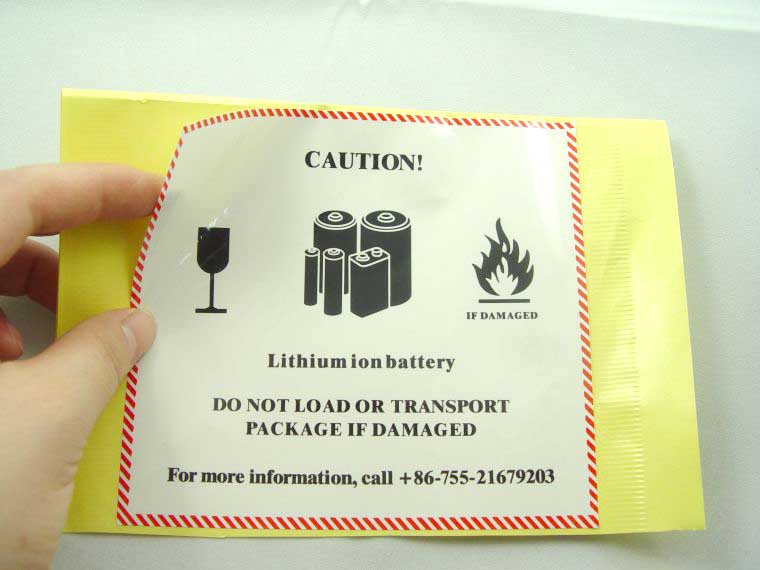 CAUTION!
IF DAMAGED
Lithium ion battery
DO NOT LOAD OR TRANSPORT
PACKAGE IF DAMAGED
For more information, call +86-755-21679203